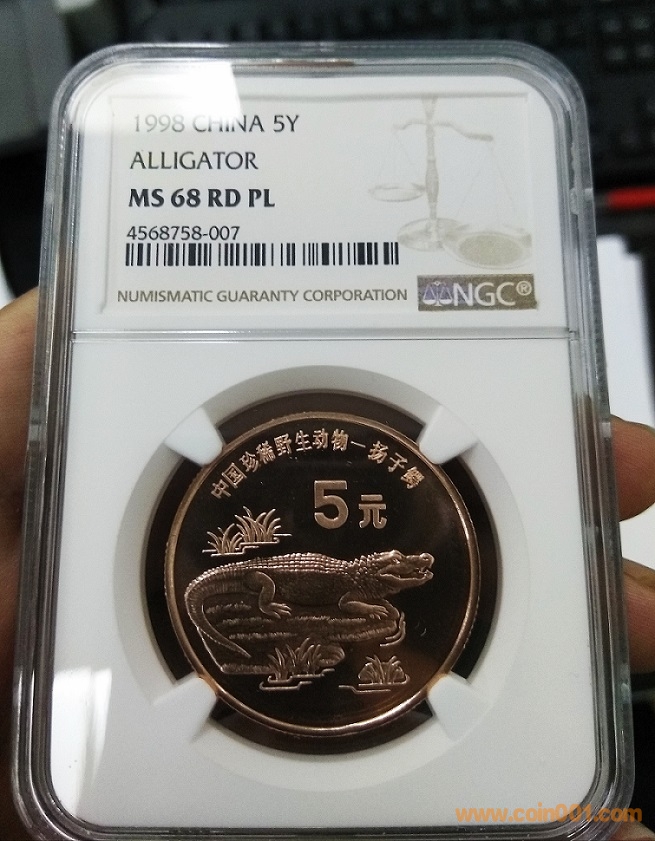 1998 CHINA 5Y
ALLIGATOR
MS 68 RD PL
4568758-007
NUMISMATIC GUARANTY CORPORATION
NGC®
中国珍稀野生动物—扬子鳄
5元
www.coin001.com